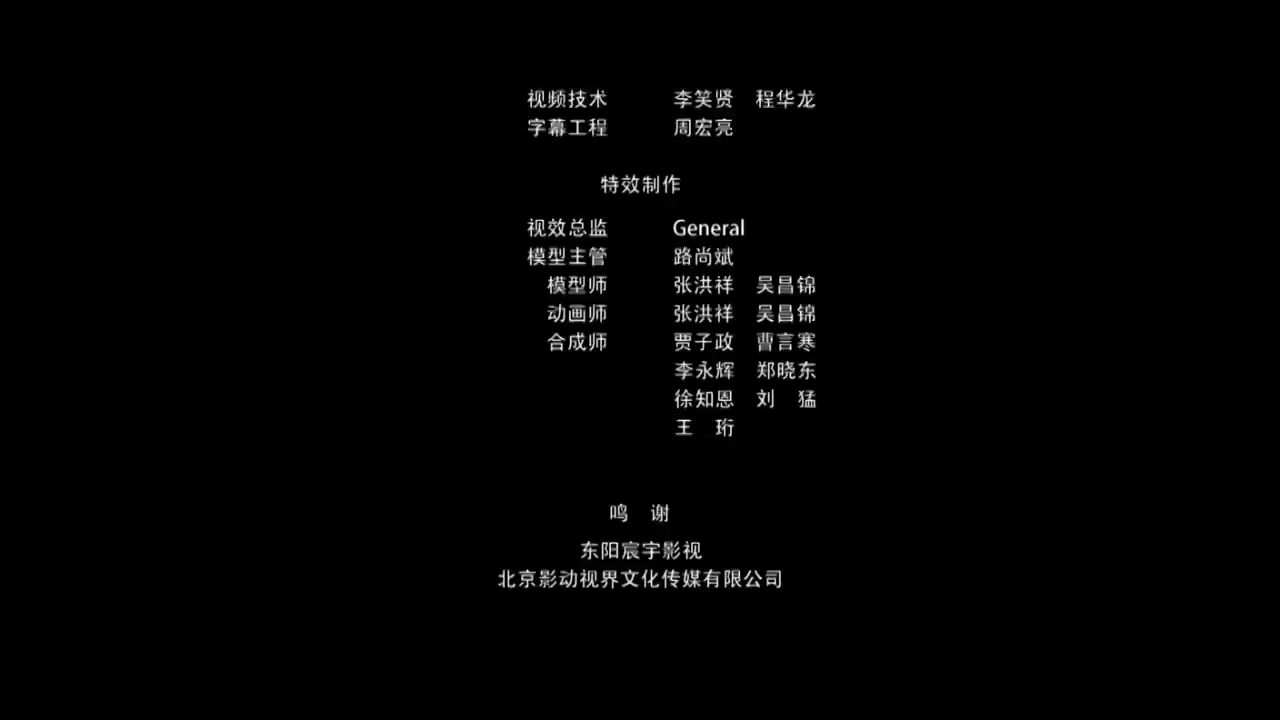 视频技术 李笑贤 程华龙
字幕工程 周宏亮
特效制作
视效总监 General
模型主管 路尚斌
模型师 张洪祥 吴昌锦
动画师 张洪祥 吴昌锦
合成师 贾子政 曹言寒
李永辉 郑晓东
徐知恩 刘 猛
王 珩
鸣 谢
东阳宸宇影视
北京影动视界文化传媒有限公司